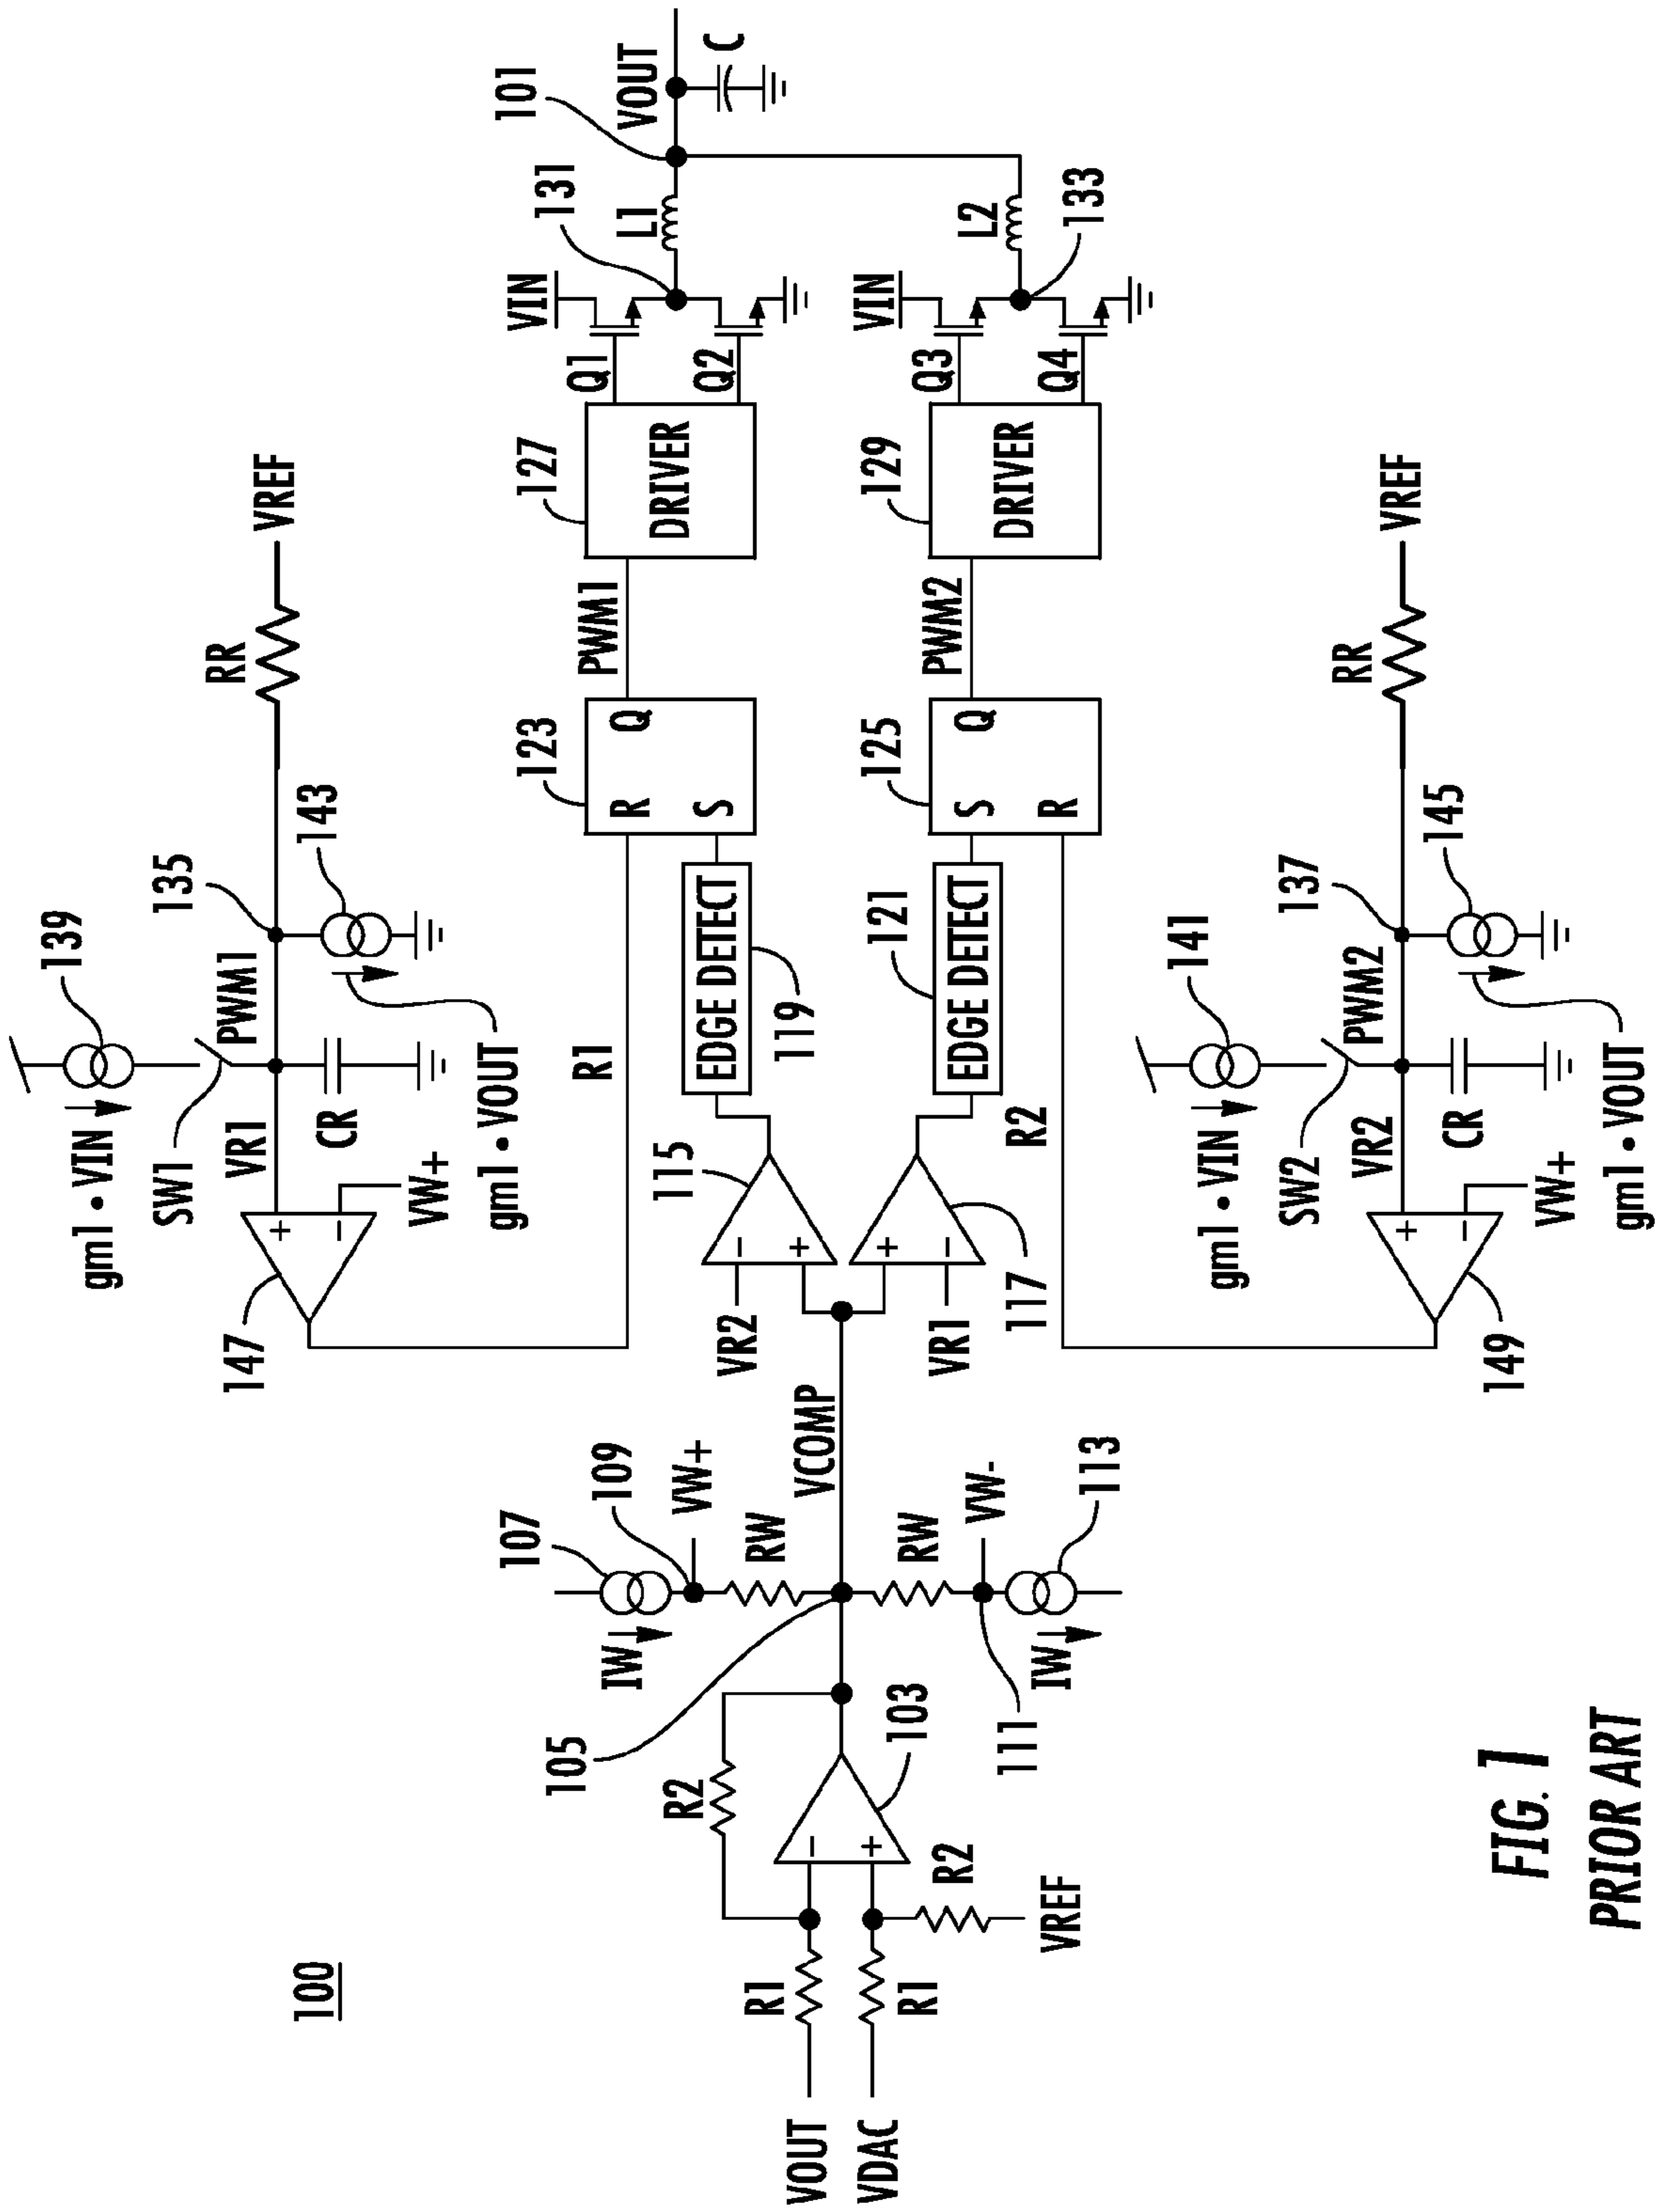 100
VOUT
VDAC
R1
R1
R2
R2
VREF
−
+
103
105
IW
107
109
VW+
RW
VCOMP
RW
VW-
111
IW
113
VR2
−
+
115
VR1
+
−
117
EDGE DETECT
119
EDGE DETECT
121
R1
R2
R
S
Q
123
S
R
Q
125
PWM1
PWM2
DRIVER
127
DRIVER
129
VIN
Q1
Q2
131
L1
VIN
Q3
Q4
133
L2
101
VOUT
C
147
+
−
VW+
VR1
SW1
gm1•VIN
139
PWM1
CR
135
143
gm1•VOUT
RR
VREF
149
+
−
VW+
VR2
SW2
gm1•VIN
141
PWM2
CR
137
145
gm1•VOUT
RR
VREF
FIG. 1
PRIOR ART